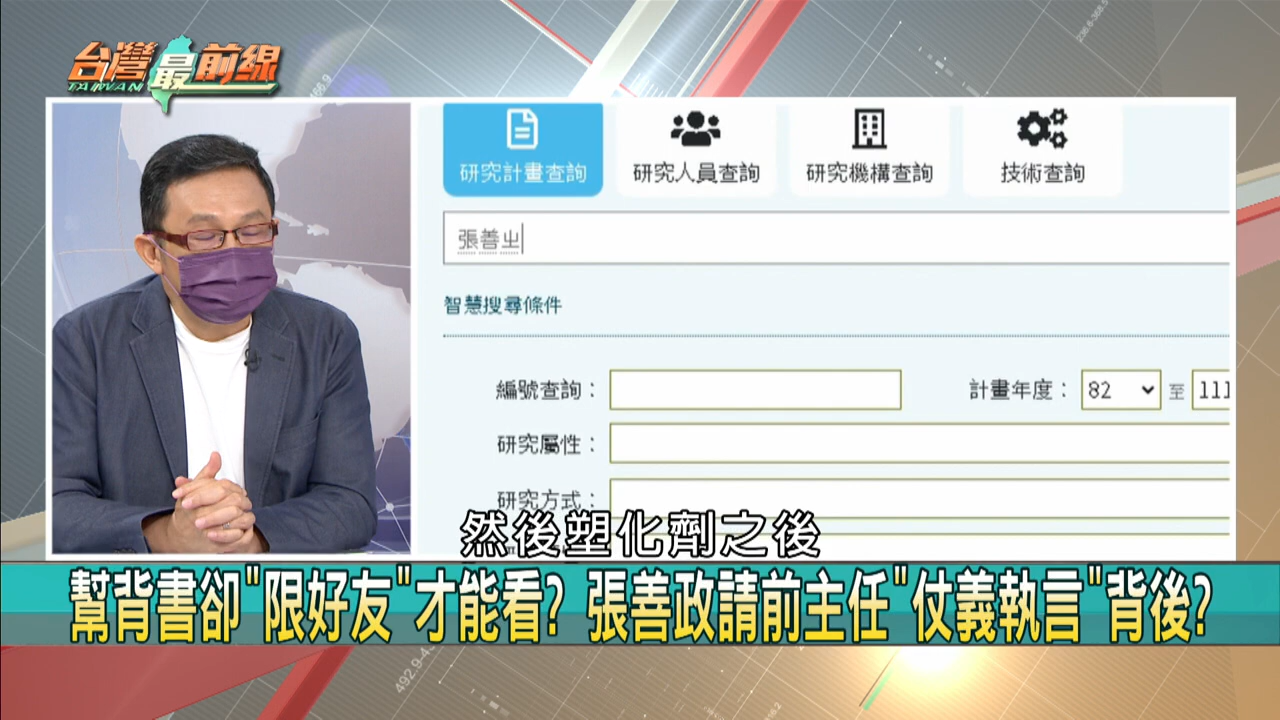 台灣最前線
TAIWAN
研究計畫查詢
研究人員查詢
研究機構查詢
技術查詢
張善ㄓ
智慧搜尋條件
編號查詢：
計畫年度： 82 至 111
研究屬性：
研究方式：
然後塑化劑之後
幫背書卻"限好友"才能看? 張善政請前主任"仗義執言"背後?